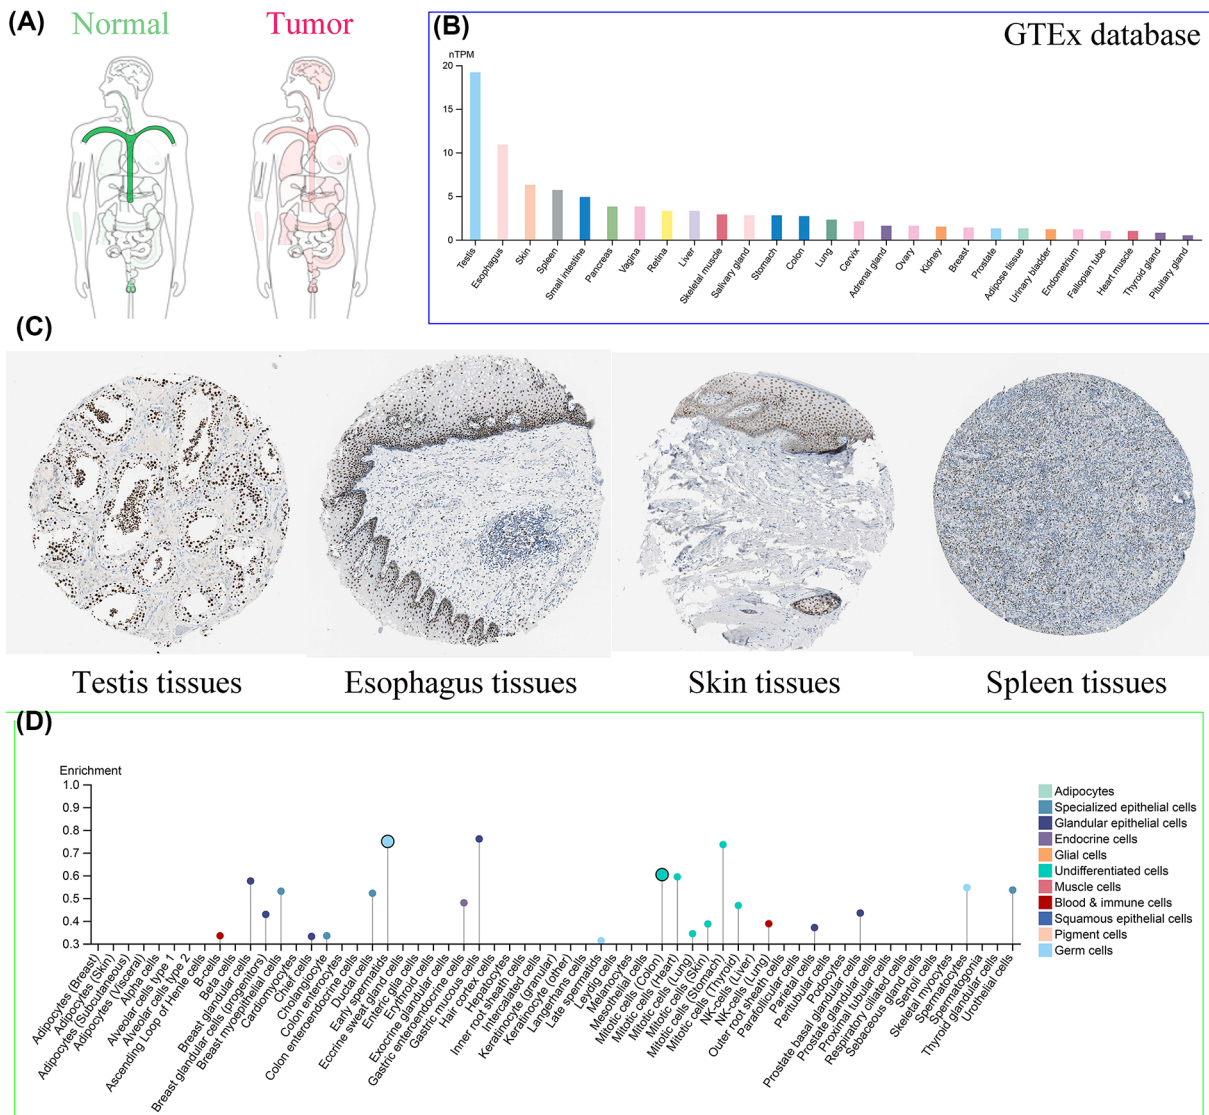 (A)
Normal
Tumor
(B)
GTEx database
nTPM
20
15
10
5
0
Testis
Esophagus
Skin
Spleen
Small intestine
Pancreas
Vagina
Retina
Liver
Skeletal muscle
Salivary gland
Stomach
Colon
Lung
Cervix
Adrenal gland
Ovary
Kidney
Breast
Prostate
Adipose tissue
Urinary bladder
Endometrium
Fallopian tube
Heart muscle
Thyroid gland
Pituitary gland
(C)
Testis tissues
Esophagus tissues
Skin tissues
Spleen tissues
(D)
Enrichment
1.0
0.9
0.8
0.7
0.6
0.5
0.4
0.3
Adipocytes (Breast)
Adipocytes (Skin)
Adipocytes (Subcutaneous)
Adipocytes (Visceral)
Alpha cells
Alveolar cells type 1
Alveolar cells type 2
Ascending Loop of Henle cells
B-cells
Beta cells
Breast glandular cells
Breast glandular cells (progenitors)
Breast myoepithelial cells
Cardiomyocytes
Chief cells
Cholangiocyte
Colon enterocytes
Colon enteroendocrine cells
Ductal cells
Early spermatids
Eccrine sweat gland cells
Enteric glia cells
Erythroid cells
Exocrine glandular cells
Gastric enteroendocrine cells
Gastric mucous cells
Hair cortex cells
Hepatocytes
Inner root sheath cells
Intercalated cells
Keratinocyte (granular)
Keratinocyte (other)
Langerhams cells
Late spermatids
Leydig cells
Melanocytes
Mesothelial cells
Mitotic cells (Colon)
Mitotic cells (Heart)
Mitotic cells (Lung)
Mitotic cells (Skin)
Mitotic cells (Stomach)
Mitotic cells (Thyroid)
NK-cells (Liver)
NK-cells (Lung)
Outer root sheath cells
Parafollicular cells
Parietal cells
Peritubular cells
Podocytes
Prostate basal glandular cells
Prostate glandular cells
Proximal tubular cells
Respiratory ciliated cells
Sebaceous gland cells
Sertoli cells
Skeletal myocytes
Spermatocytes
Spermatogonia
Thyroid glandular cells
Urothelial cells
Adipocytes
Specialized epithelial cells
Glandular epithelial cells
Endocrine cells
Glial cells
Undifferentiated cells
Muscle cells
Blood & immune cells
Squamous epithelial cells
Pigment cells
Germ cells